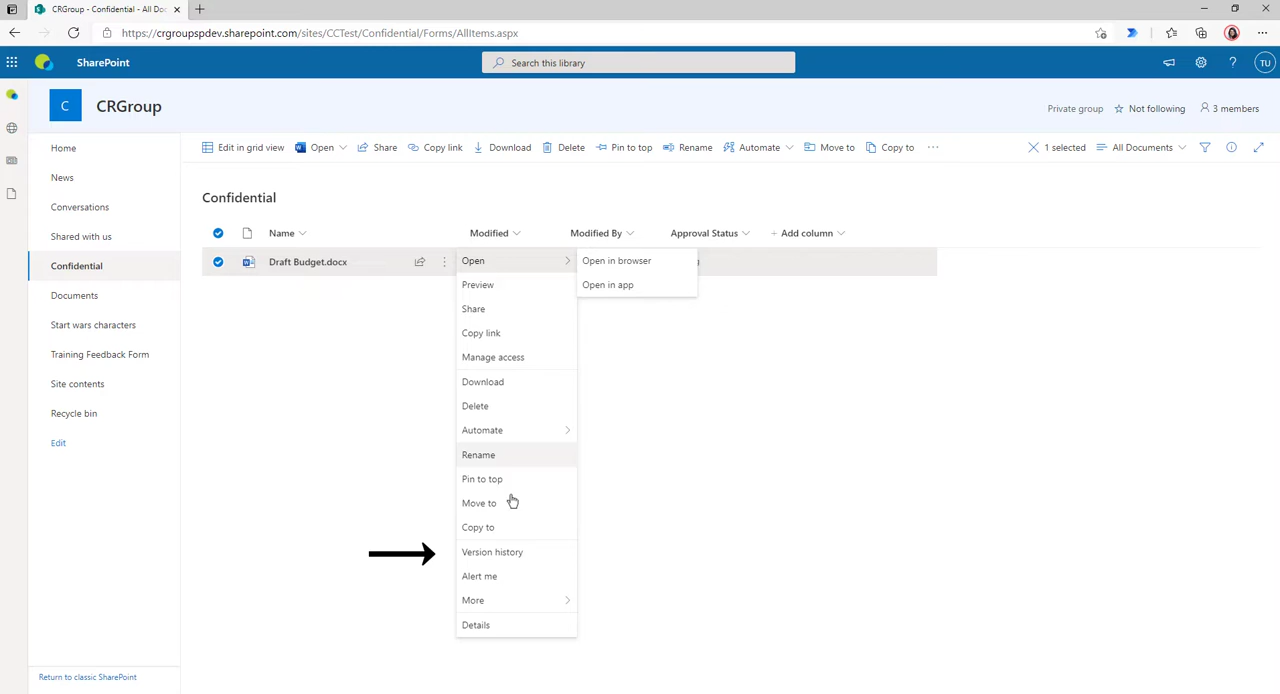 CRGroup - Confidential - All Doc
https://crgroupspdev.sharepoint.com/sites/CCTest/Confidential/Forms/AllItems.aspx
SharePoint
Search this library
TU
C
CRGroup
Private group
Not following
3 members
Home
News
Conversations
Shared with us
Confidential
Documents
Start wars characters
Training Feedback Form
Site contents
Recycle bin
Edit
Return to classic SharePoint
Edit in grid view
Open
Share
Copy link
Download
Delete
Pin to top
Rename
Automate
Move to
Copy to
1 selected
All Documents
Confidential
Name
Modified
Modified By
Approval Status
+ Add column
Draft Budget.docx
Open
Preview
Share
Copy link
Manage access
Download
Delete
Automate
Rename
Pin to top
Move to
Copy to
Version history
Alert me
More
Details
Open in browser
Open in app